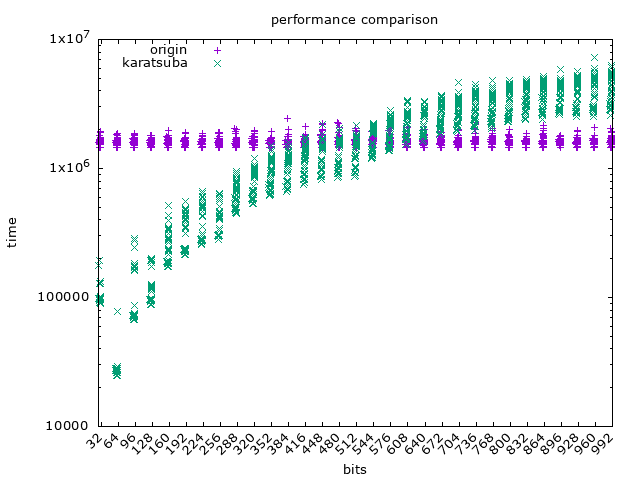 performance comparison
1x10^7
origin
karatsuba
1x10^6
time
100000
10000
32 64 96 128 160 192 224 256 288 320 352 384 416 448 480 512 544 576 608 640 672 704 736 768 800 832 864 896 928 960 992
bits